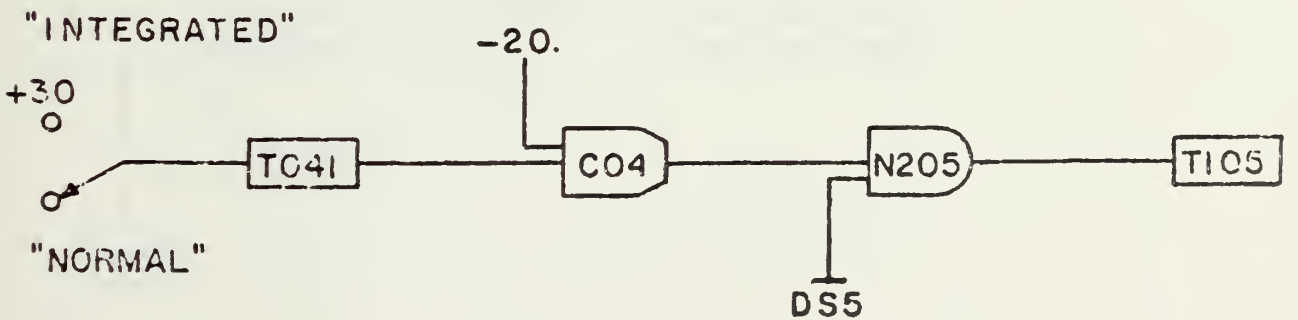 "INTEGRATED"
-20.
+30
T041
C04
N205
T105
"NORMAL"
DS5